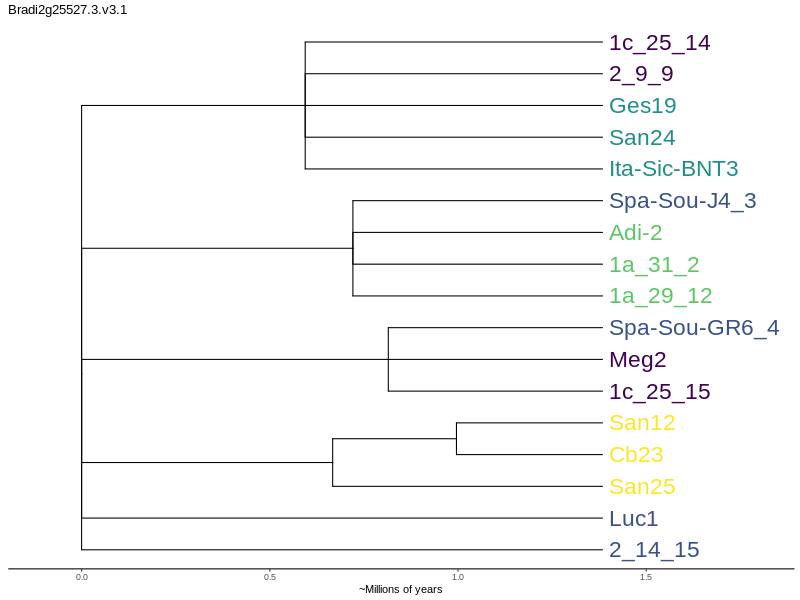 Bradi2g25527.3.v3.1
1c_25_14
2_9_9
Ges19
San24
Ita-Sic-BNT3
Spa-Sou-J4_3
Adi-2
1a_31_2
1a_29_12
Spa-Sou-GR6_4
Meg2
1c_25_15
San12
Cb23
San25
Luc1
2_14_15
0.0 0.5 1.0 1.5
~Millions of years